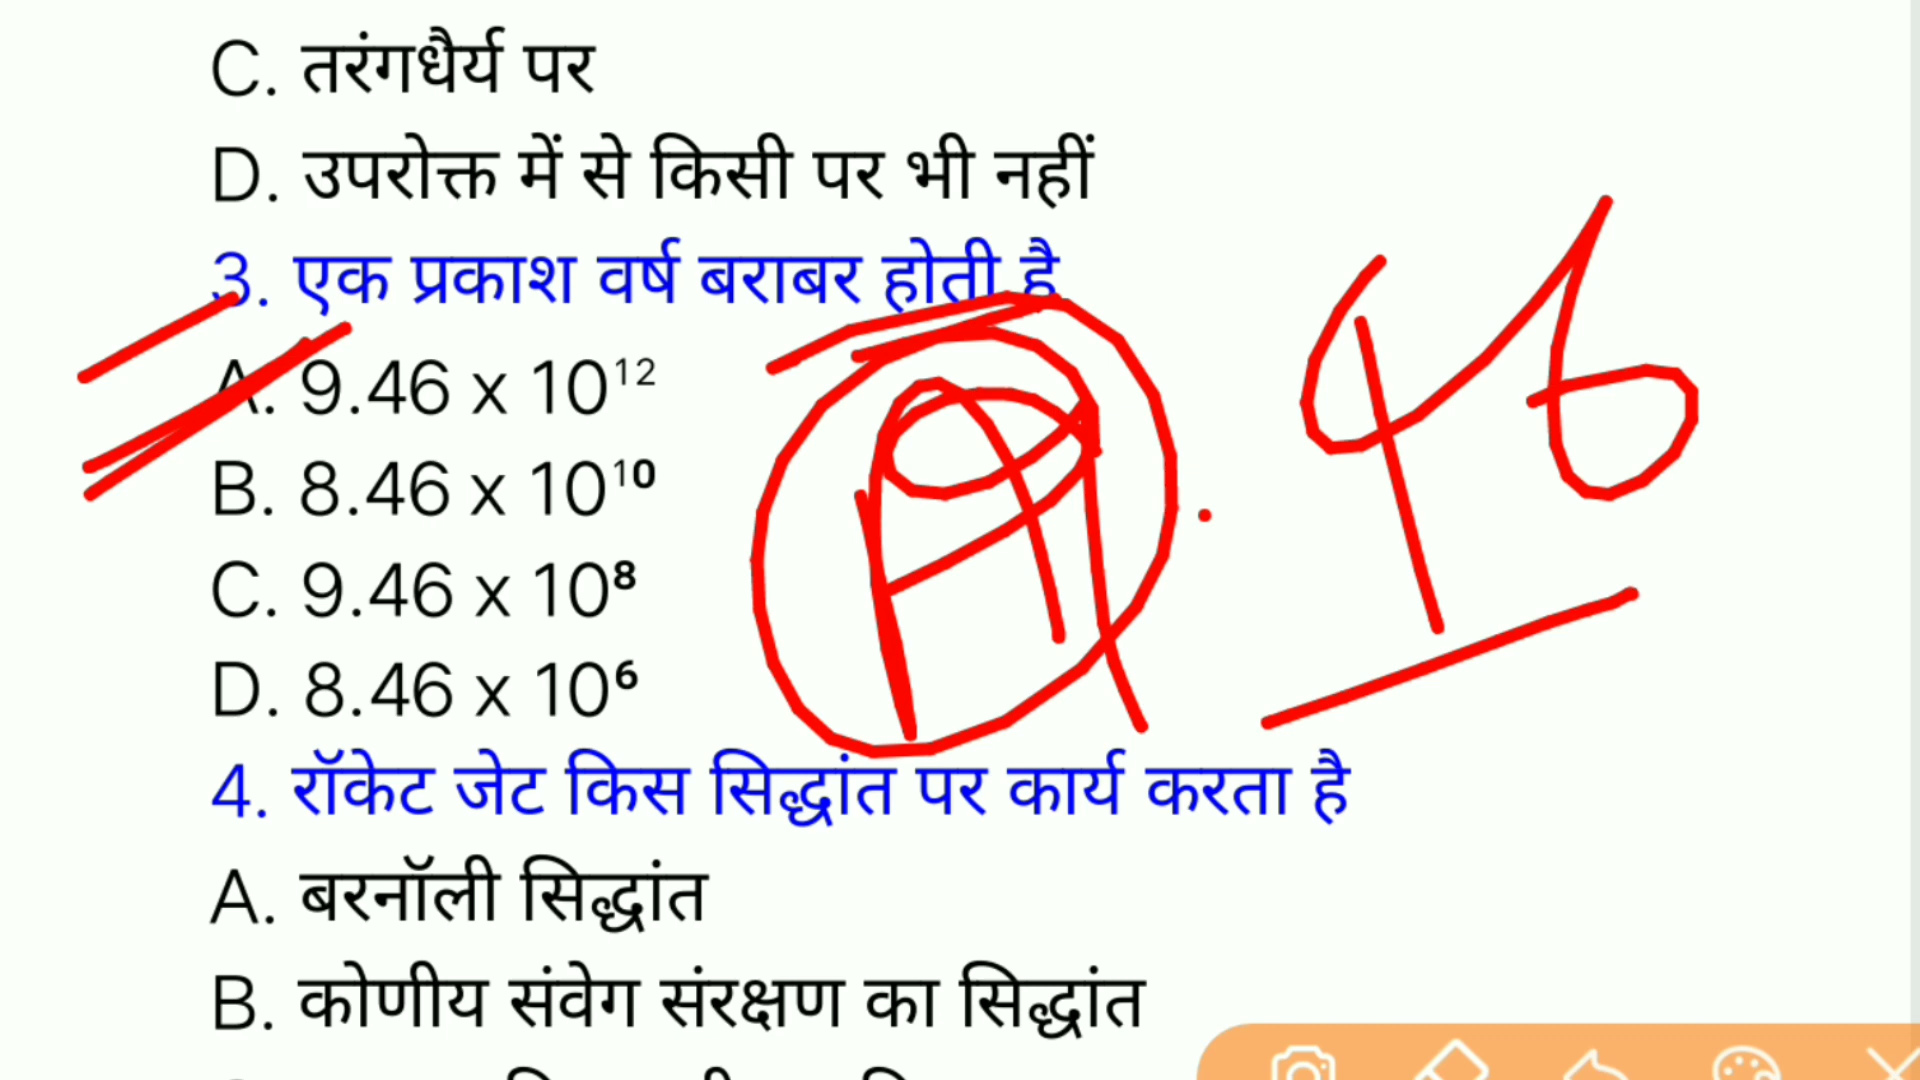 C. तरंगधैर्य पर
D. उपरोक्त में से किसी पर भी नहीं
3. एक प्रकाश वर्ष बराबर होती है
A. 9.46 x 10¹²
B. 8.46 x 10¹⁰
C. 9.46 x 10⁸
D. 8.46 x 10⁶
A . 46
4. रॉकेट जेट किस सिद्धांत पर कार्य करता है
A. बरनॉली सिद्धांत
B. कोणीय संवेग संरक्षण का सिद्धांत